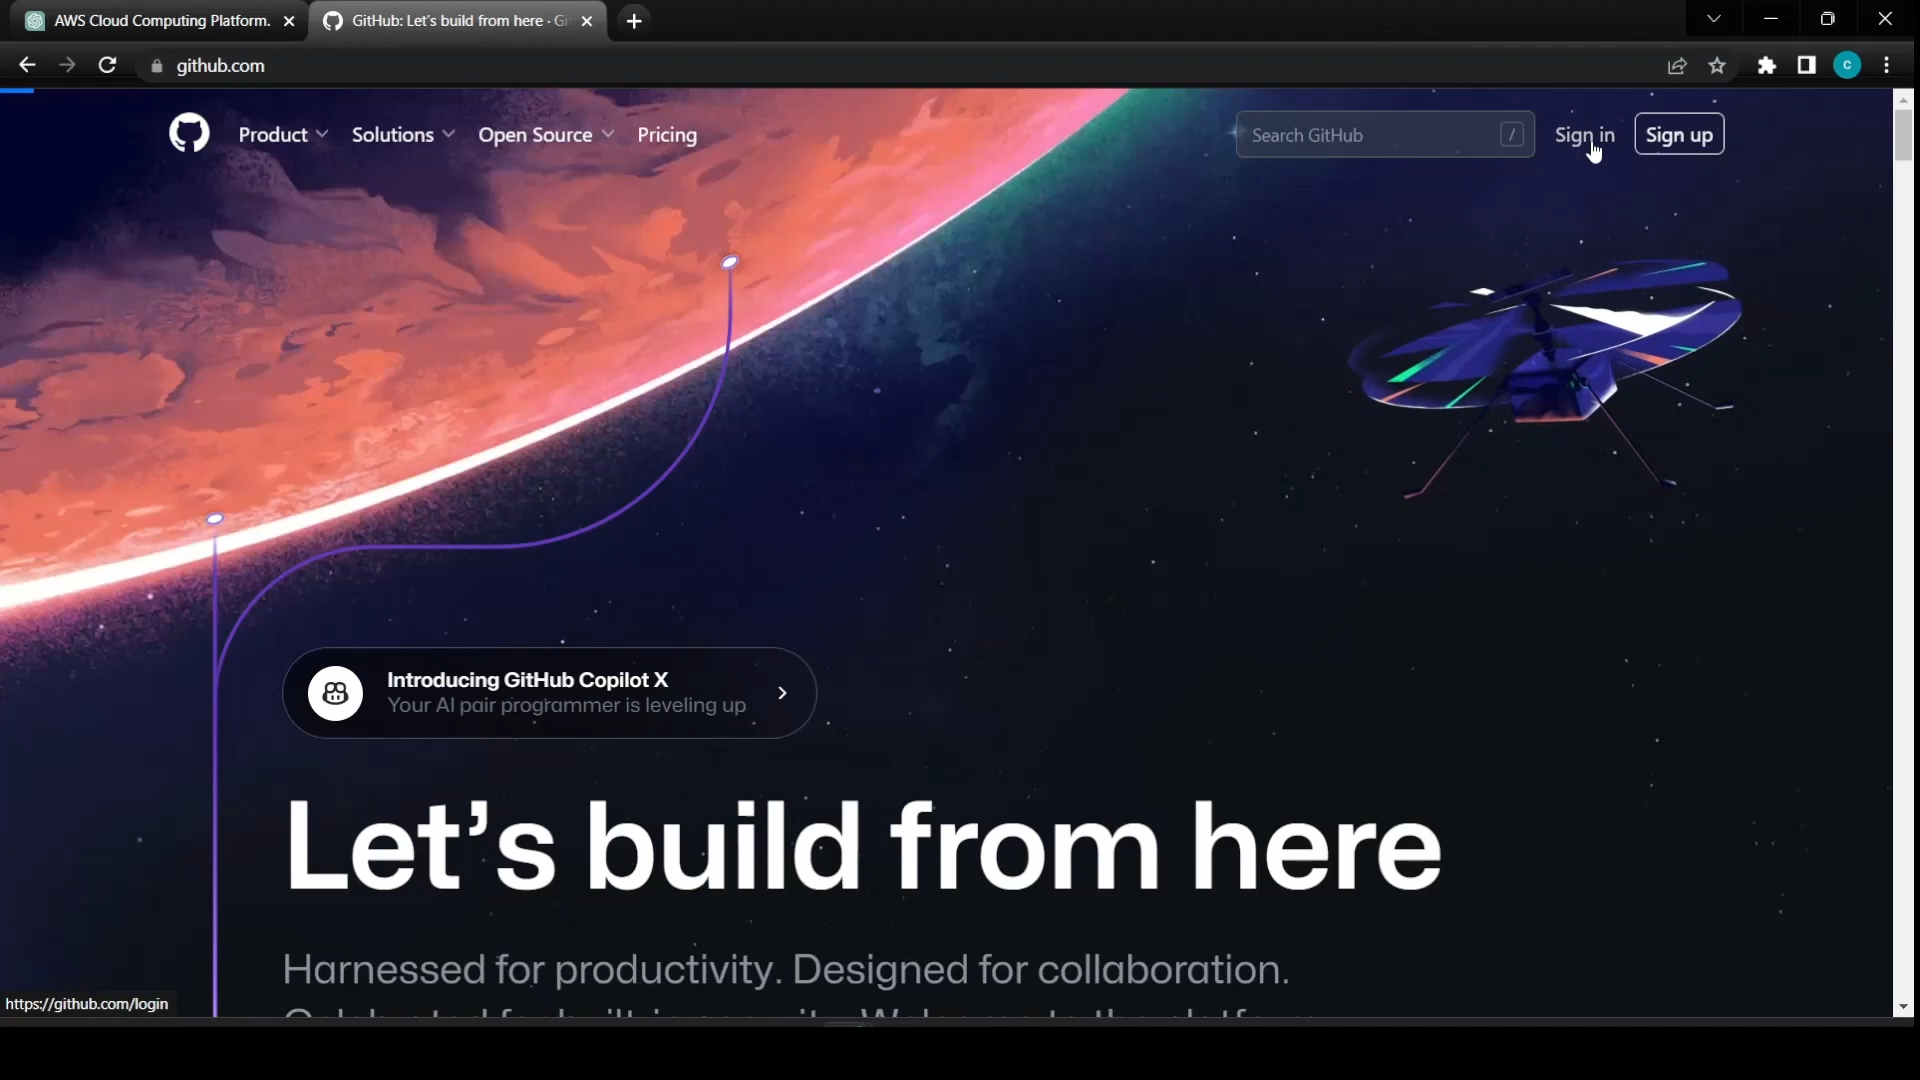 AWS Cloud Computing Platform.
GitHub: Let's build from here · Gi
github.com
Product
Solutions
Open Source
Pricing
Search GitHub
/
Sign in
Sign up
Introducing GitHub Copilot X
Your AI pair programmer is leveling up
Let's build from here
Harnessed for productivity. Designed for collaboration.
https://github.com/login
C